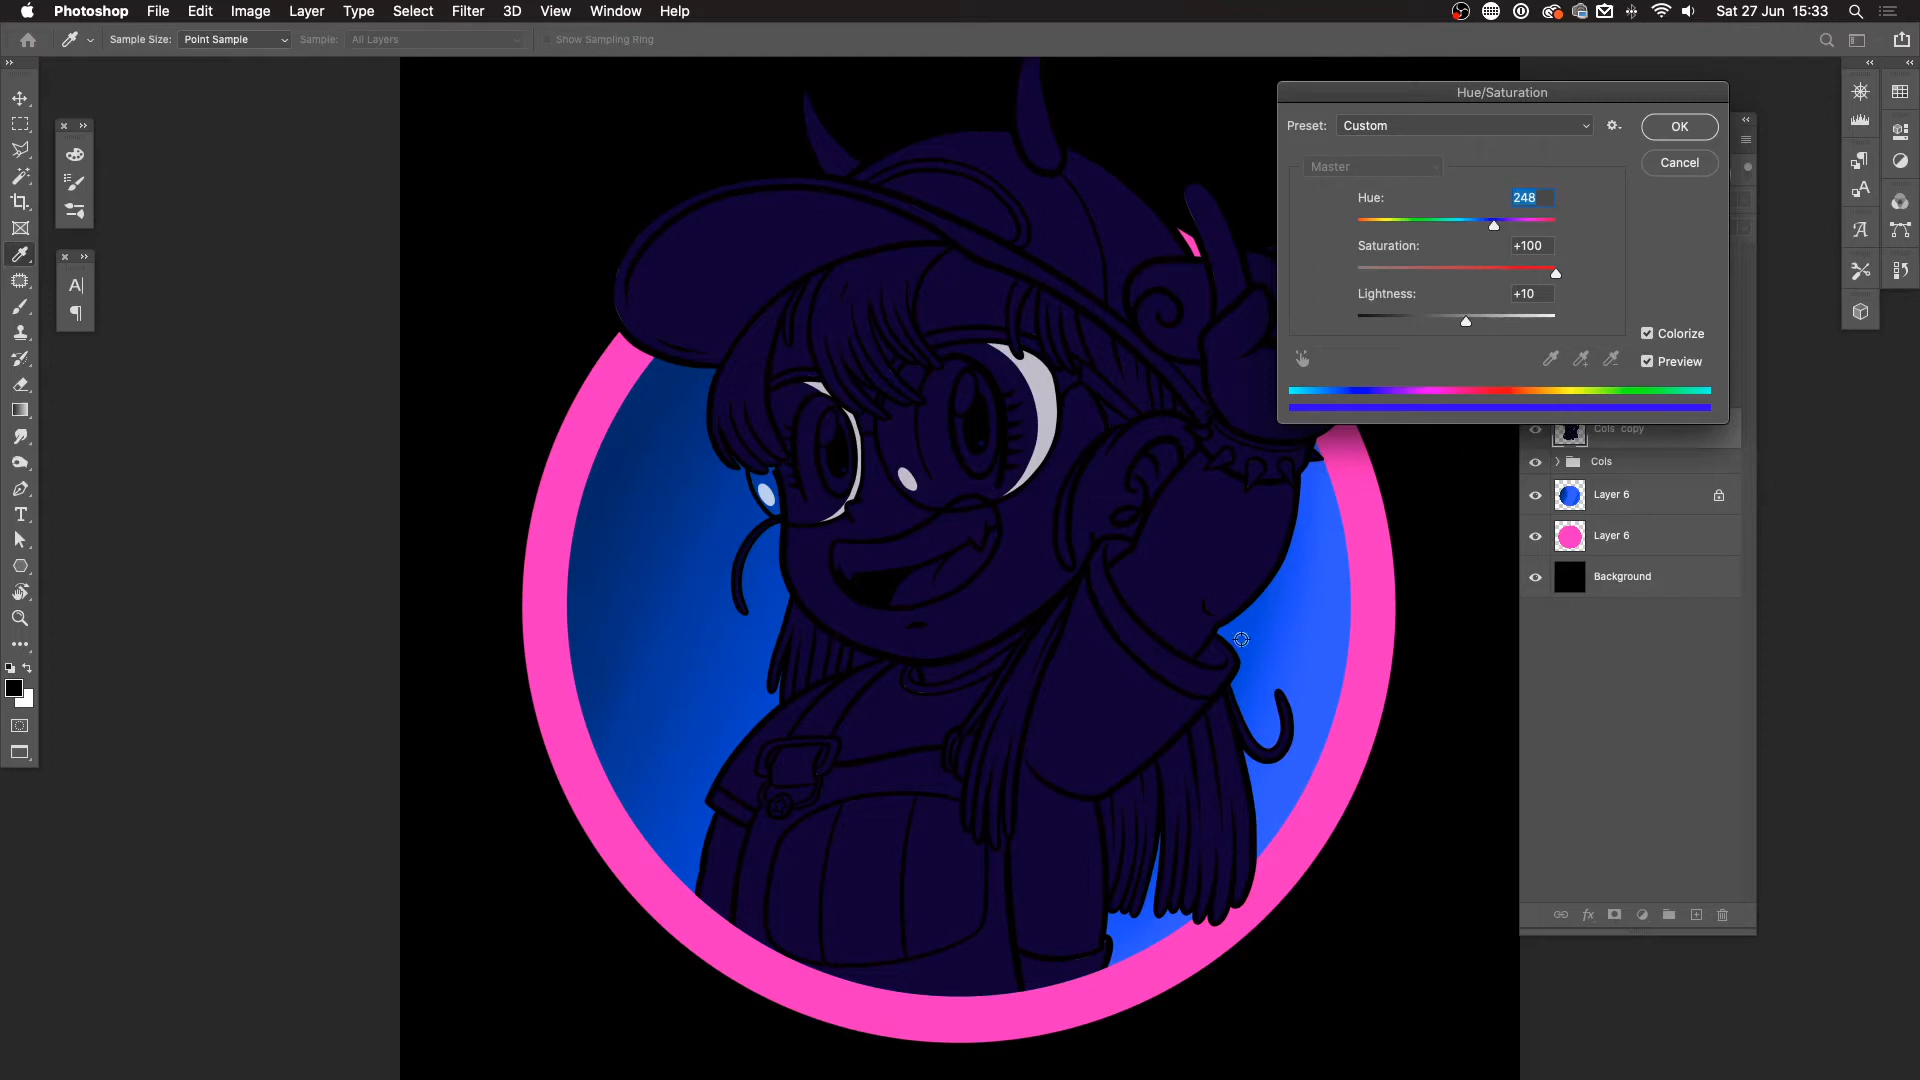 Photoshop File Edit Image Layer Type Select Filter 3D View Window Help Sat 27 Jun 15:33
Sample Size: Point Sample Sample: All Layers Show Sampling Ring
Hue/Saturation
Preset: Custom OK
Master Cancel
Hue: 248
Saturation: +100
Lightness: +10
Colorize
Preview
Cols copy
Cols
Layer 6
Layer 6
Background